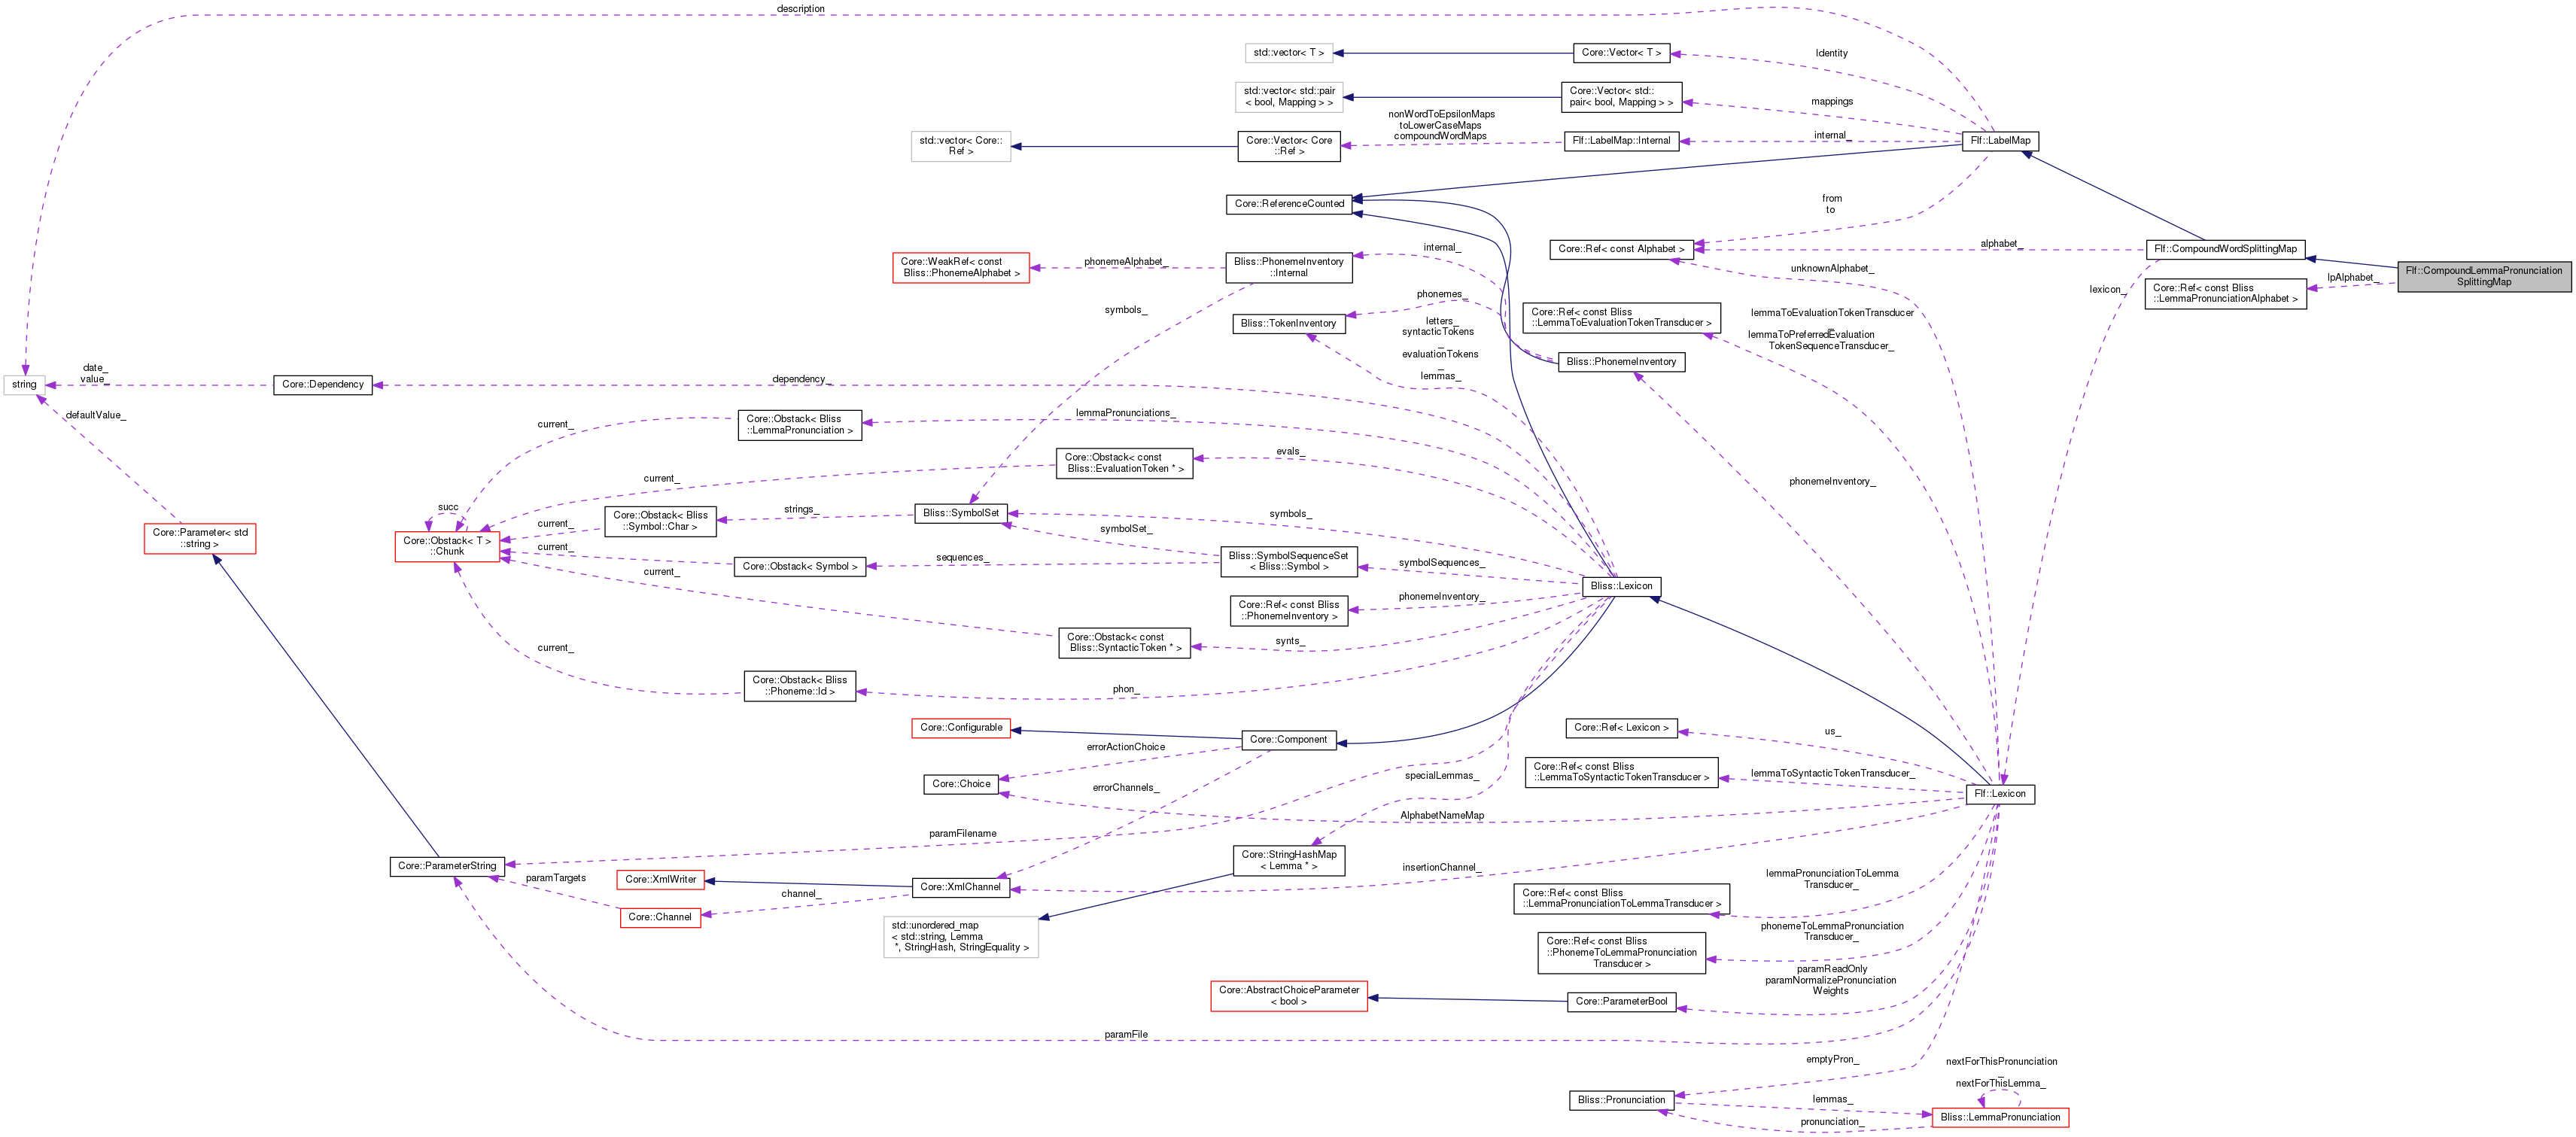 description
std::vector< T >
Core::Vector< T >
Identity
std::vector< std::pair
< bool, Mapping > >
Core::Vector< std::
pair< bool, Mapping > >
mappings
nonWordToEpsilonMaps
toLowerCaseMaps
compoundWordMaps
std::vector< Core::
Ref >
Core::Vector< Core
::Ref >
Flf::LabelMap::Internal
internal_
Flf::LabelMap
Core::ReferenceCounted
from
to
Core::Ref< const Alphabet >
alphabet_
Flf::CompoundWordSplittingMap
Flf::CompoundLemmaPronunciation
SplittingMap
lpAlphabet_
Core::Ref< const Bliss
::LemmaPronunciationAlphabet >
lexicon_
unknownAlphabet_
Core::WeakRef< const
Bliss::PhonemeAlphabet >
phonemeAlphabet_
Bliss::PhonemeInventory
::Internal
internal_
symbols_
phonemes_
Bliss::TokenInventory
letters_
syntacticTokens
_
evaluationTokens
_
lemmas_
Core::Ref< const Bliss
::LemmaToEvaluationTokenTransducer >
lemmaToEvaluationTokenTransducer
_
lemmaToPreferredEvaluation
TokenSequenceTransducer_
Bliss::PhonemeInventory
string
date_
value_
Core::Dependency
dependency_
defaultValue_
current_
Core::Obstack< Bliss
::LemmaPronunciation >
lemmaPronunciations_
current_
Core::Obstack< const
Bliss::EvaluationToken * >
evals_
phonemeInventory_
succ
Core::Obstack< T >
::Chunk
current_
Core::Obstack< Bliss
::Symbol::Char >
strings_
Bliss::SymbolSet
symbols_
symbolSet_
Core::Parameter< std
::string >
current_
Core::Obstack< Symbol >
sequences_
Bliss::SymbolSequenceSet
< Bliss::Symbol >
symbolSequences_
Bliss::Lexicon
current_
Core::Ref< const Bliss
::PhonemeInventory >
phonemeInventory_
Core::Obstack< const
Bliss::SyntacticToken * >
synts_
current_
Core::Obstack< Bliss
::Phoneme::Id >
phon_
Core::Configurable
Core::Component
errorActionChoice
Core::Choice
errorChannels_
specialLemmas_
AlphabetNameMap
Core::Ref< Lexicon >
us_
Core::Ref< const Bliss
::LemmaToSyntacticTokenTransducer >
lemmaToSyntacticTokenTransducer_
Flf::Lexicon
paramFilename
Core::ParameterString
paramTargets
Core::XmlWriter
Core::Channel
channel_
Core::XmlChannel
Core::StringHashMap
< Lemma * >
insertionChannel_
std::unordered_map
< std::string, Lemma
*, StringHash, StringEquality >
Core::Ref< const Bliss
::LemmaPronunciationToLemmaTransducer >
lemmaPronunciationToLemma
Transducer_
Core::Ref< const Bliss
::PhonemeToLemmaPronunciation
Transducer >
phonemeToLemmaPronunciation
Transducer_
Core::AbstractChoiceParameter
< bool >
Core::ParameterBool
paramReadOnly
paramNormalizePronunciation
Weights
paramFile
emptyPron_
Bliss::Pronunciation
lemmas_
pronunciation_
nextForThisPronunciation
_
nextForThisLemma_
Bliss::LemmaPronunciation